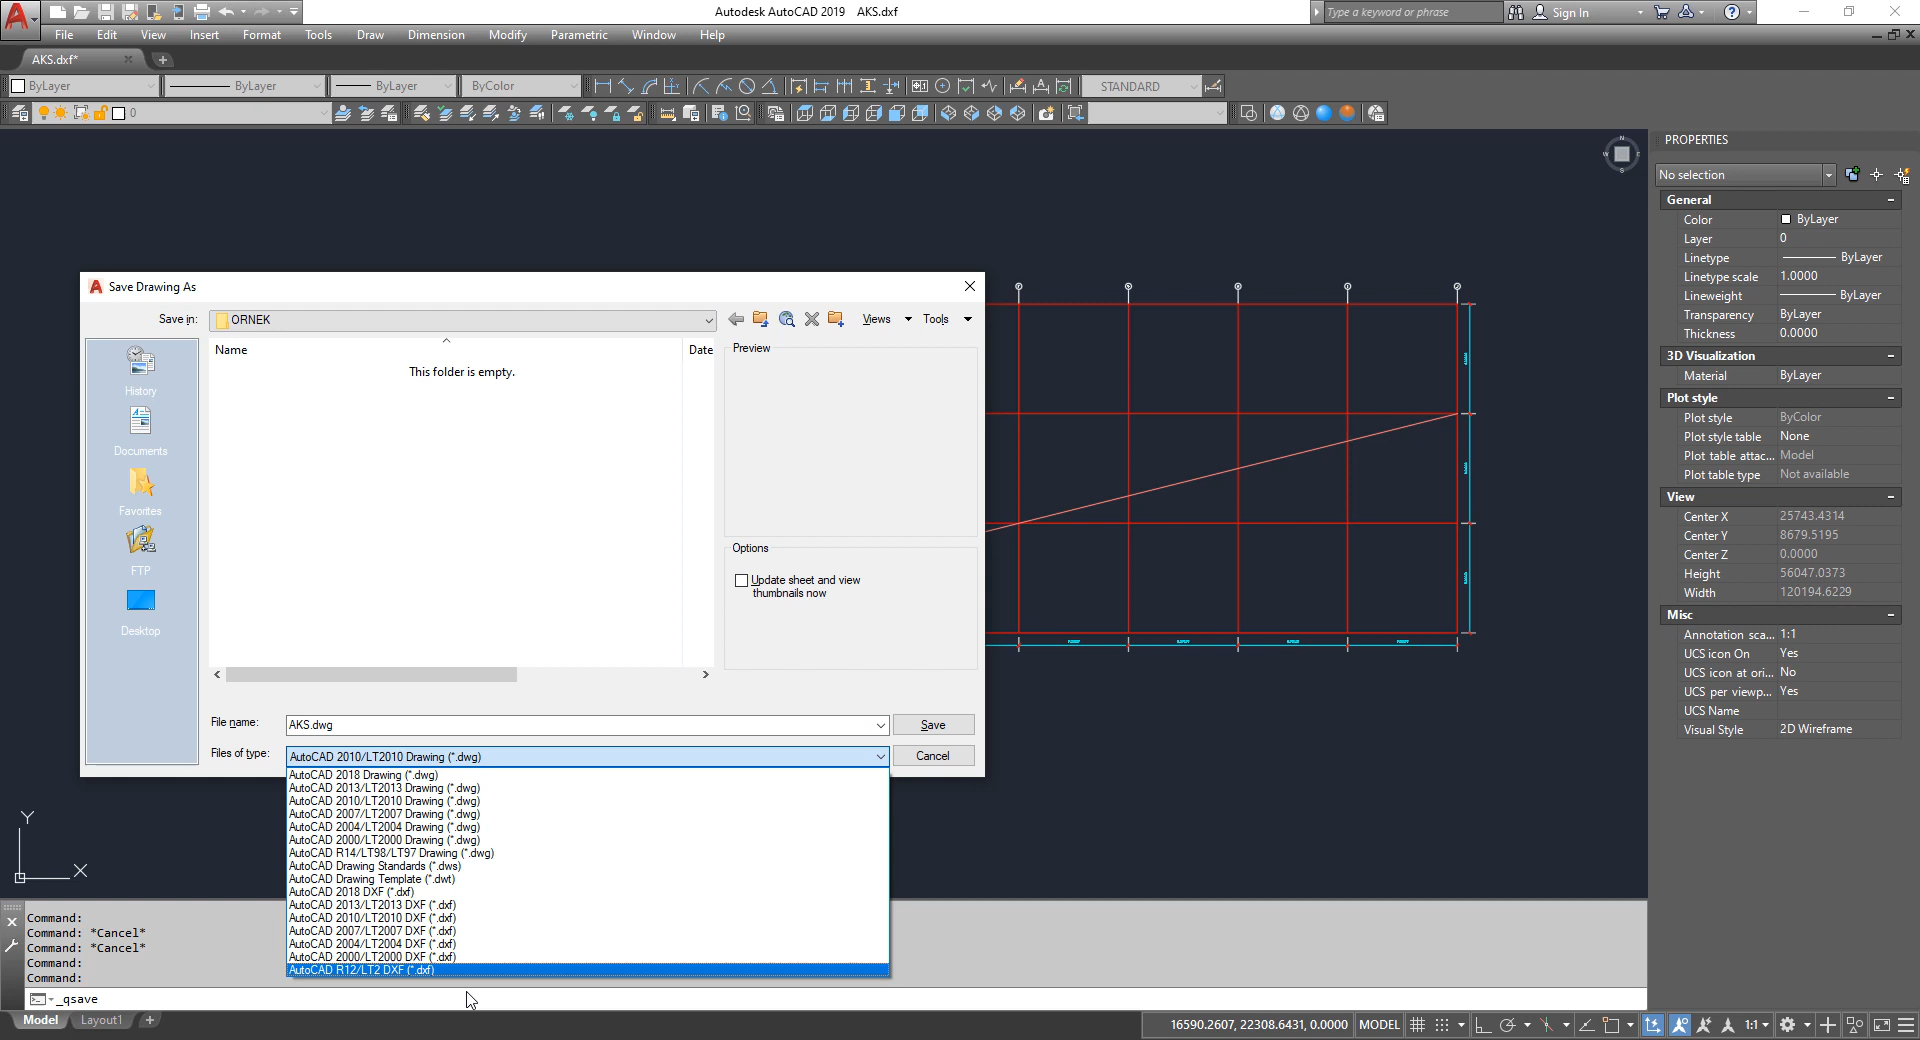 Autodesk AutoCAD 2019 AKS.dxf
Type a keyword or phrase
Sign In
File Edit View Insert Format Tools Draw Dimension Modify Parametric Window Help
AKS.dxf*
ByLayer ByLayer ByLayer ByColor STANDARD
0
N
W
E
S
PROPERTIES
No selection
General
Color ByLayer
Layer 0
Linetype ByLayer
Linetype scale 1.0000
Lineweight ByLayer
Transparency ByLayer
Thickness 0.0000
3D Visualization
Material ByLayer
Plot style
Plot style ByColor
Plot style table None
Plot table attac... Model
Plot table type Not available
View
Center X 25743.4314
Center Y 8679.5195
Center Z 0.0000
Height 56047.0373
Width 120194.6229
Misc
Annotation sca... 1:1
UCS icon On Yes
UCS icon at ori... No
UCS per viewp... Yes
UCS Name
Visual Style 2D Wireframe
Save Drawing As
Save in: ORNEK
Views Tools
Name Date
This folder is empty.
History
Documents
Favorites
FTP
Desktop
Preview
Options
Update sheet and view
thumbnails now
File name: AKS.dwg Save
Files of type: AutoCAD 2010/LT2010 Drawing (*.dwg) Cancel
AutoCAD 2018 Drawing (*.dwg)
AutoCAD 2013/LT2013 Drawing (*.dwg)
AutoCAD 2010/LT2010 Drawing (*.dwg)
AutoCAD 2007/LT2007 Drawing (*.dwg)
AutoCAD 2004/LT2004 Drawing (*.dwg)
AutoCAD 2000/LT2000 Drawing (*.dwg)
AutoCAD R14/LT98/LT97 Drawing (*.dwg)
AutoCAD Drawing Standards (*.dws)
AutoCAD Drawing Template (*.dwt)
AutoCAD 2018 DXF (*.dxf)
AutoCAD 2013/LT2013 DXF (*.dxf)
AutoCAD 2010/LT2010 DXF (*.dxf)
AutoCAD 2007/LT2007 DXF (*.dxf)
AutoCAD 2004/LT2004 DXF (*.dxf)
AutoCAD 2000/LT2000 DXF (*.dxf)
AutoCAD R12/LT2 DXF (*.dxf)
Y
X
Command:
Command: *Cancel*
Command: *Cancel*
Command:
Command:
_qsave
Model Layout1
16590.2607, 22308.6431, 0.0000 MODEL 1:1